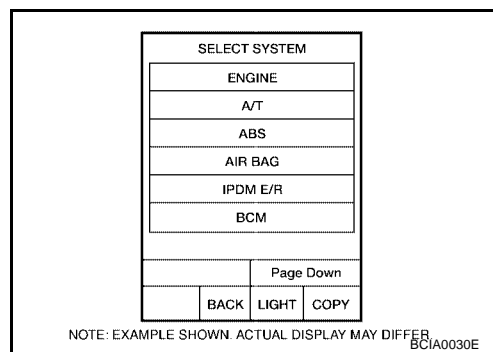 SELECT SYSTEM
ENGINE
A/T
ABS
AIR BAG
IPDM E/R
BCM
Page Down
BACK LIGHT COPY
NOTE: EXAMPLE SHOWN. ACTUAL DISPLAY MAY DIFFER
BCIA0030E